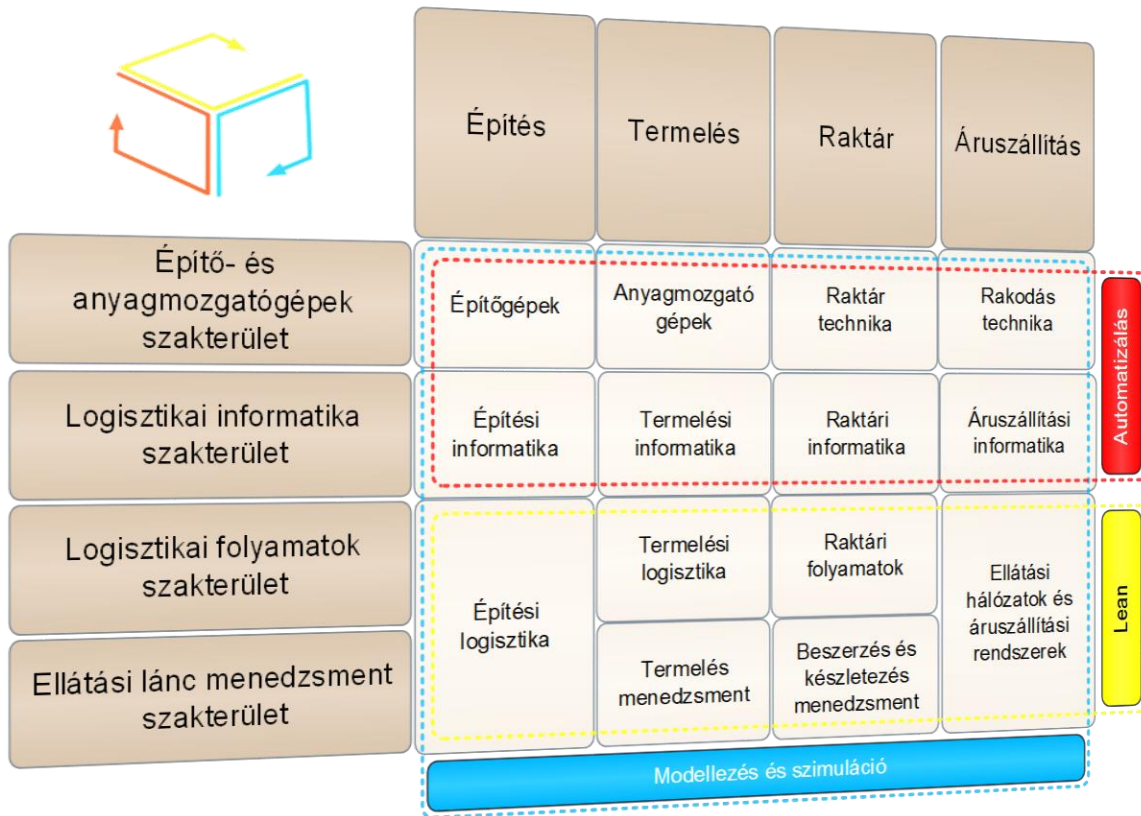 Építés
Termelés
Raktár
Áruszállítás
Építő- és
anyagmozgatógépek
szakterület
Építőgépek
Anyagmozgató
gépek
Raktár
technika
Rakodás
technika
Automatizálás
Logisztikai informatika
szakterület
Építési
informatika
Termelési
informatika
Raktári
informatika
Áruszállítási
informatika
Logisztikai folyamatok
szakterület
Építési
logisztika
Termelési
logisztika
Raktári
folyamatok
Ellátási
hálózatok és
áruszállítási
rendszerek
Lean
Ellátási lánc menedzsment
szakterület
Termelés
menedzsment
Beszerzés és
készletezés
menedzsment
Modellezés és szimuláció